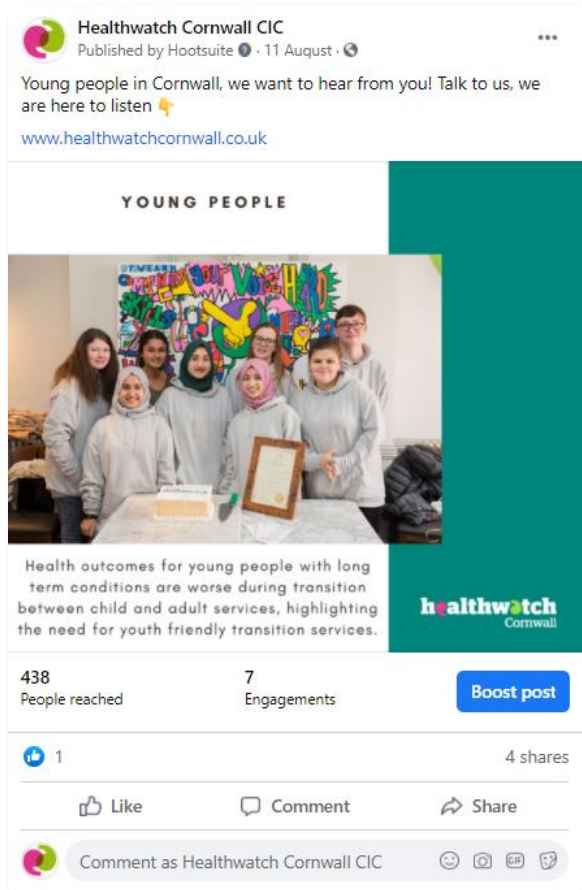 Healthwatch Cornwall CIC
Published by Hootsuite · 11 August ·
Young people in Cornwall, we want to hear from you! Talk to us, we
are here to listen 👇
www.healthwatchcornwall.co.uk
YOUNG PEOPLE
YOUR VOICE
SKILLS
Health outcomes for young people with long
term conditions are worse during transition
between child and adult services, highlighting
the need for youth friendly transition services.
healthwatch
Cornwall
438
People reached
7
Engagements
Boost post
1
4 shares
Like
Comment
Share
Comment as Healthwatch Cornwall CIC
GIF